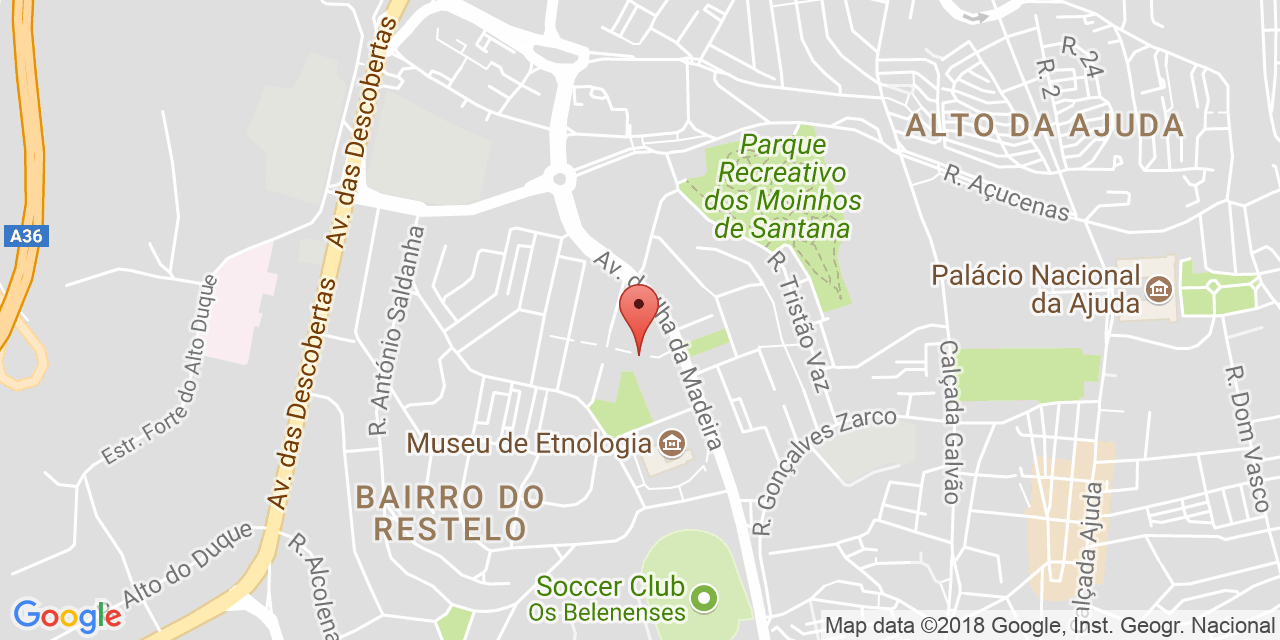 R. 24
R. 2
Av. das Descobertas
ALTO DA AJUDA
Parque
Recreativo
dos Moinhos
de Santana
R. Açucenas
A36
R. António Saldanha
Av. da Ilha da Madeira
Palácio Nacional
da Ajuda
R. Tristão Vaz
Estr. Forte do Alto Duque
Av. das Descobertas
Calçada Galvão
R. Dom Vasco
Museu de Etnologia
R. Gonçalves Zarco
BAIRRO DO
RESTELO
Calçada Ajuda
Alto do Duque
R. Alcolena
Soccer Club
Os Belenenses
Google
Map data ©2018 Google, Inst. Geogr. Nacional